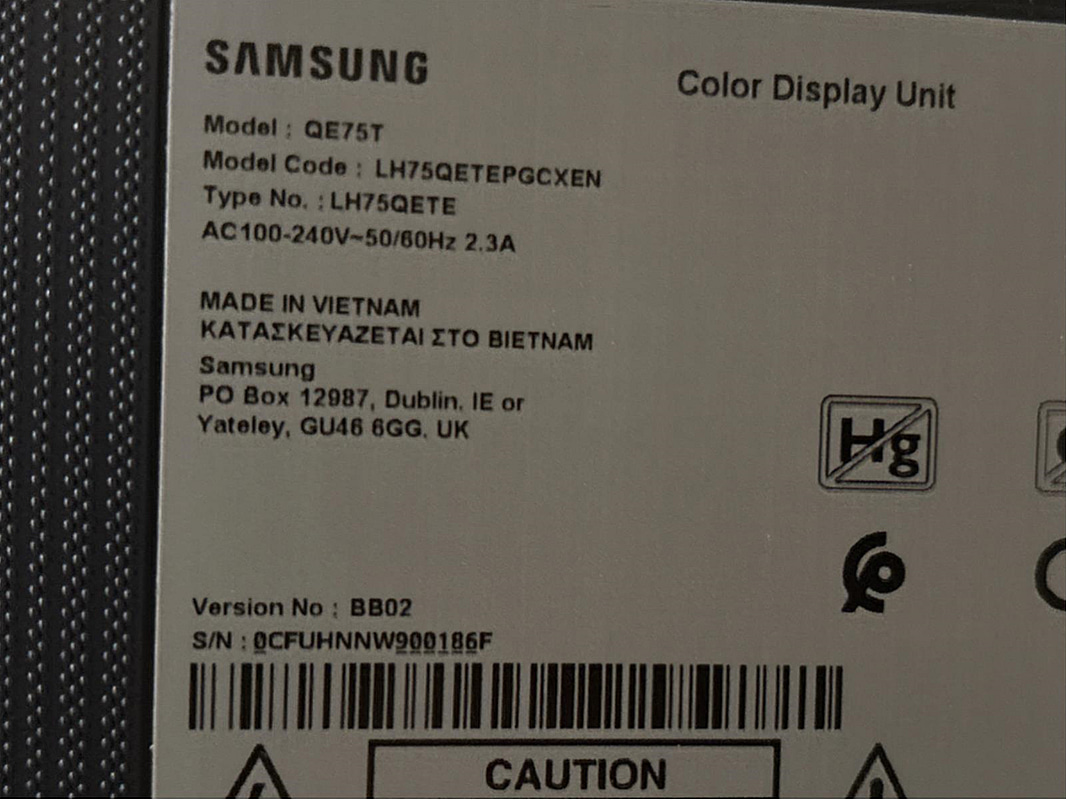 SAMSUNG
Color Display Unit
Model : QE75T
Model Code : LH75QETEPGCXEN
Type No. : LH75QETE
AC100-240V~50/60Hz 2.3A
MADE IN VIETNAM
ΚΑΤΑΣΚΕΥΑΖΕΤΑΙ ΣΤΟ ΒΙΕΤΝΑΜ
Samsung
PO Box 12987, Dublin. IE or
Yateley, GU46 6GG. UK
Hg
Version No : BB02
S/N : 0CFUHNNW900186F
CAUTION